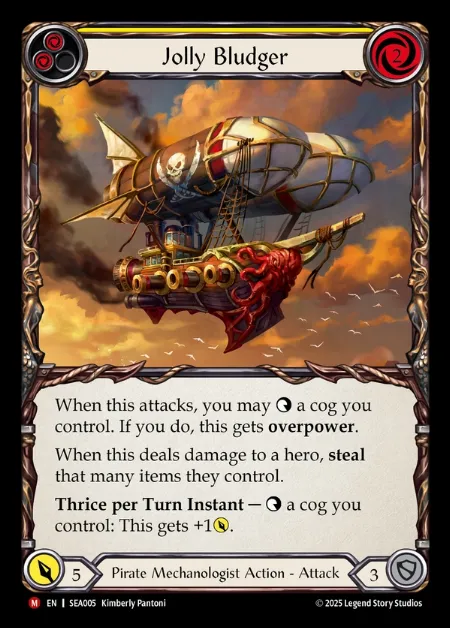 Jolly Bludger
2
When this attacks, you may a cog you
control. If you do, this gets overpower.
When this deals damage to a hero, steal
that many items they control.
Thrice per Turn Instant — a cog you
control: This gets +1.
5
Pirate Mechanologist Action - Attack
3
M EN | SEA005 Kimberly Pantoni
© 2025 Legend Story Studios